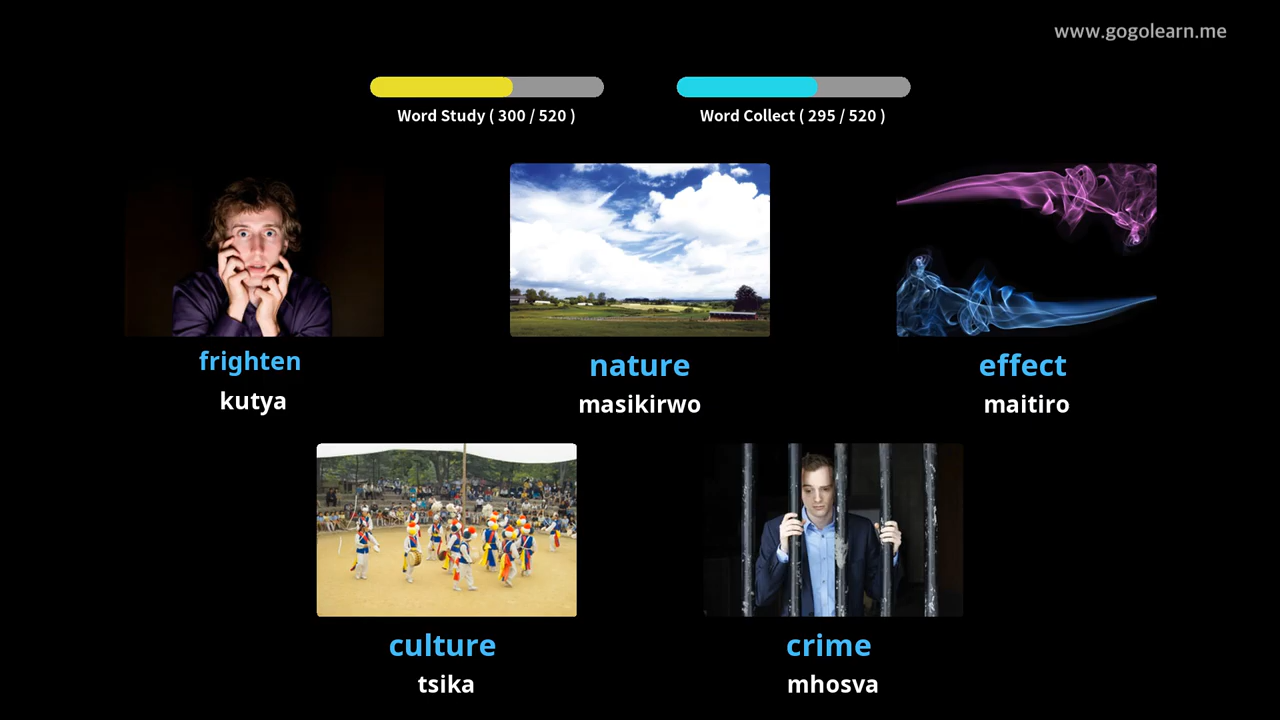 www.gogolearn.me
Word Study ( 300 / 520 )
Word Collect ( 295 / 520 )
frighten
kutya
nature
masikirwo
effect
maitiro
culture
tsika
crime
mhosva